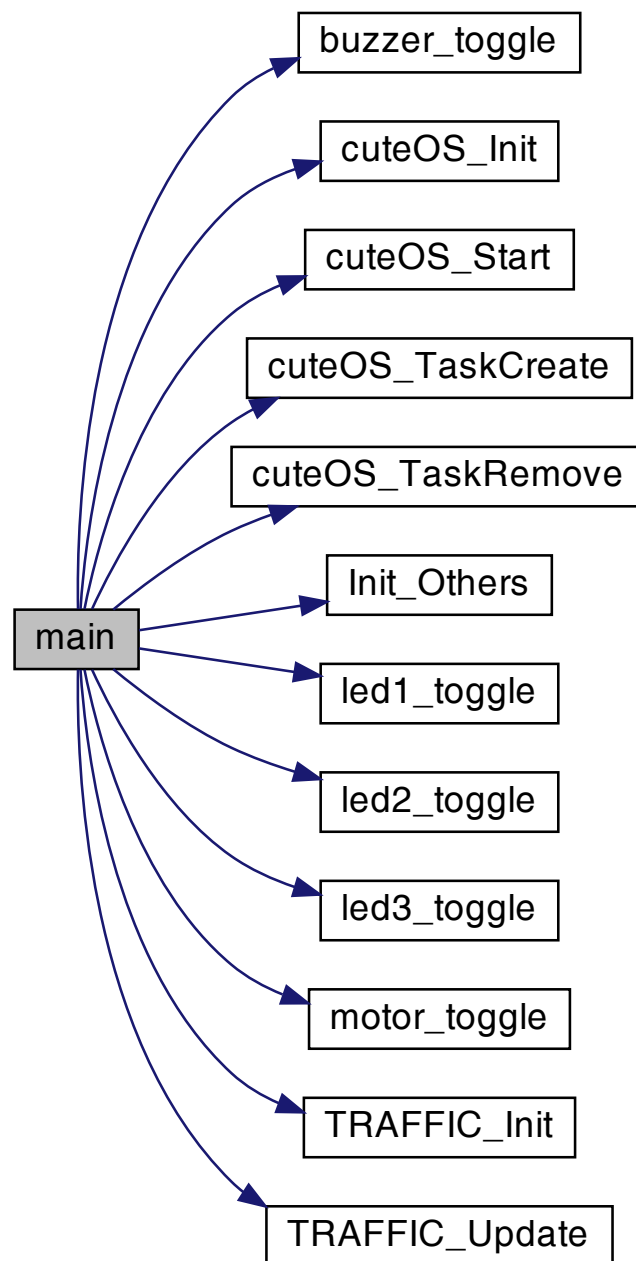 buzzer_toggle
cuteOS_Init
cuteOS_Start
cuteOS_TaskCreate
cuteOS_TaskRemove
Init_Others
main
led1_toggle
led2_toggle
led3_toggle
motor_toggle
TRAFFIC_Init
TRAFFIC_Update